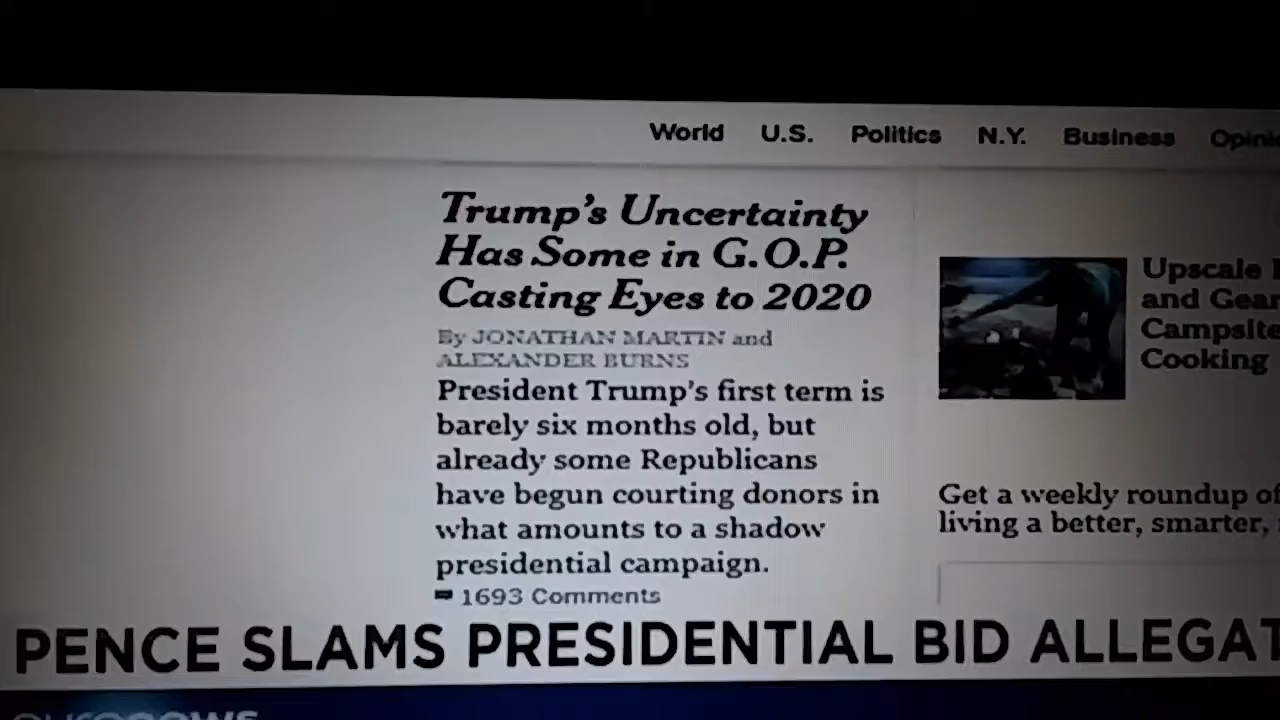 World U.S. Politics N.Y. Business
Trump's Uncertainty
Has Some in G.O.P.
Casting Eyes to 2020
By JONATHAN MARTIN and
ALEXANDER BURNS
President Trump's first term is
barely six months old, but
already some Republicans
have begun courting donors in
what amounts to a shadow
presidential campaign.
1693 Comments
Upscale
and Gear
Campsite
Cooking
Get a weekly roundup of
living a better, smarter,
PENCE SLAMS PRESIDENTIAL BID ALLEGAT
euronews